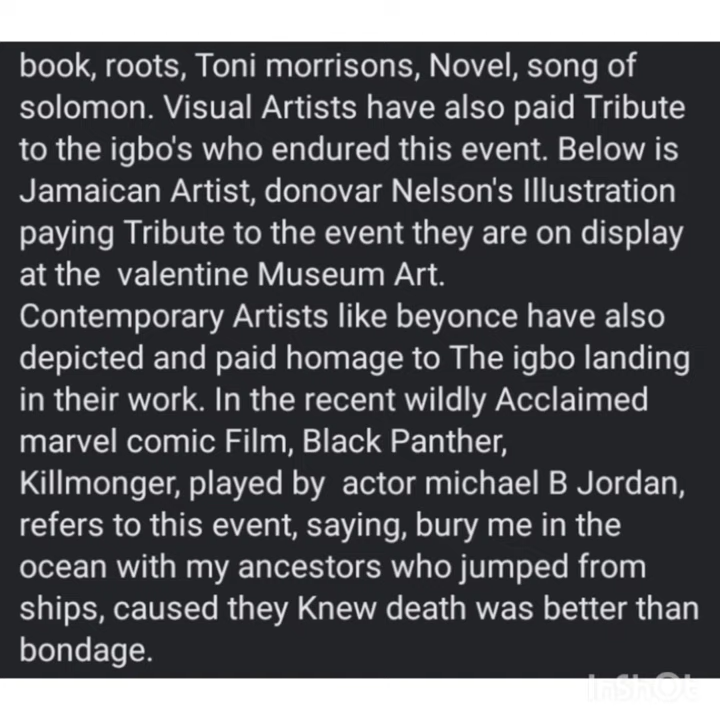 book, roots, Toni morrisons, Novel, song of
solomon. Visual Artists have also paid Tribute
to the igbo's who endured this event. Below is
Jamaican Artist, donovar Nelson's Illustration
paying Tribute to the event they are on display
at the valentine Museum Art.
Contemporary Artists like beyonce have also
depicted and paid homage to The igbo landing
in their work. In the recent wildly Acclaimed
marvel comic Film, Black Panther,
Killmonger, played by actor michael B Jordan,
refers to this event, saying, bury me in the
ocean with my ancestors who jumped from
ships, caused they Knew death was better than
bondage.
InShOt